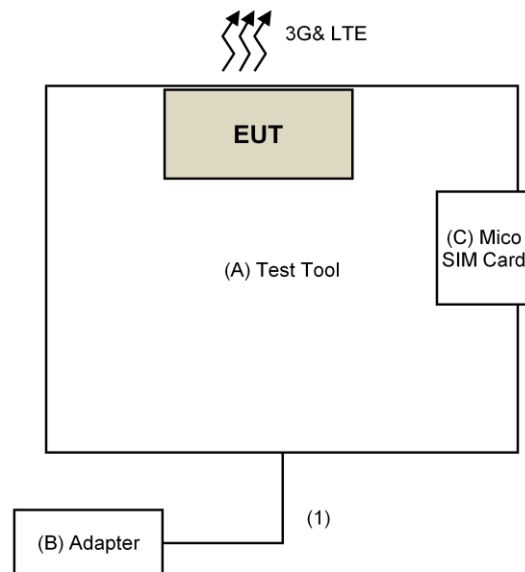 3G& LTE
EUT
(C) Mico
SIM Card
(A) Test Tool
(1)
(B) Adapter